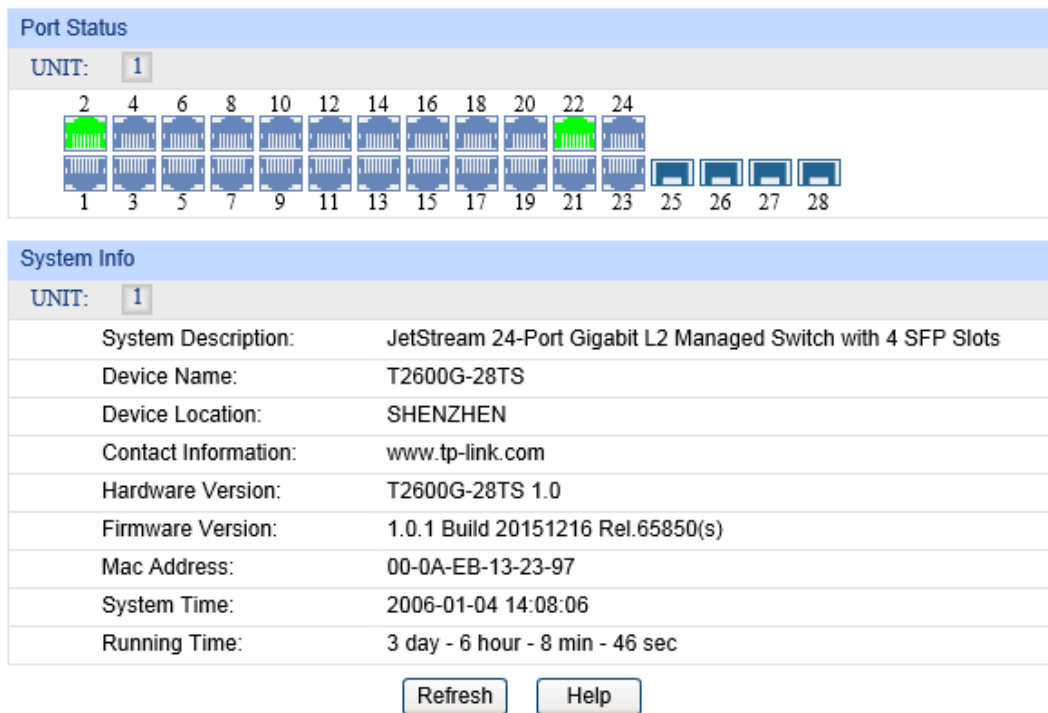 Port Status
UNIT: 1
2 4 6 8 10 12 14 16 18 20 22 24
1 3 5 7 9 11 13 15 17 19 21 23 25 26 27 28
System Info
UNIT: 1
System Description: JetStream 24-Port Gigabit L2 Managed Switch with 4 SFP Slots
Device Name: T2600G-28TS
Device Location: SHENZHEN
Contact Information: www.tp-link.com
Hardware Version: T2600G-28TS 1.0
Firmware Version: 1.0.1 Build 20151216 Rel.65850(s)
Mac Address: 00-0A-EB-13-23-97
System Time: 2006-01-04 14:08:06
Running Time: 3 day - 6 hour - 8 min - 46 sec
Refresh Help